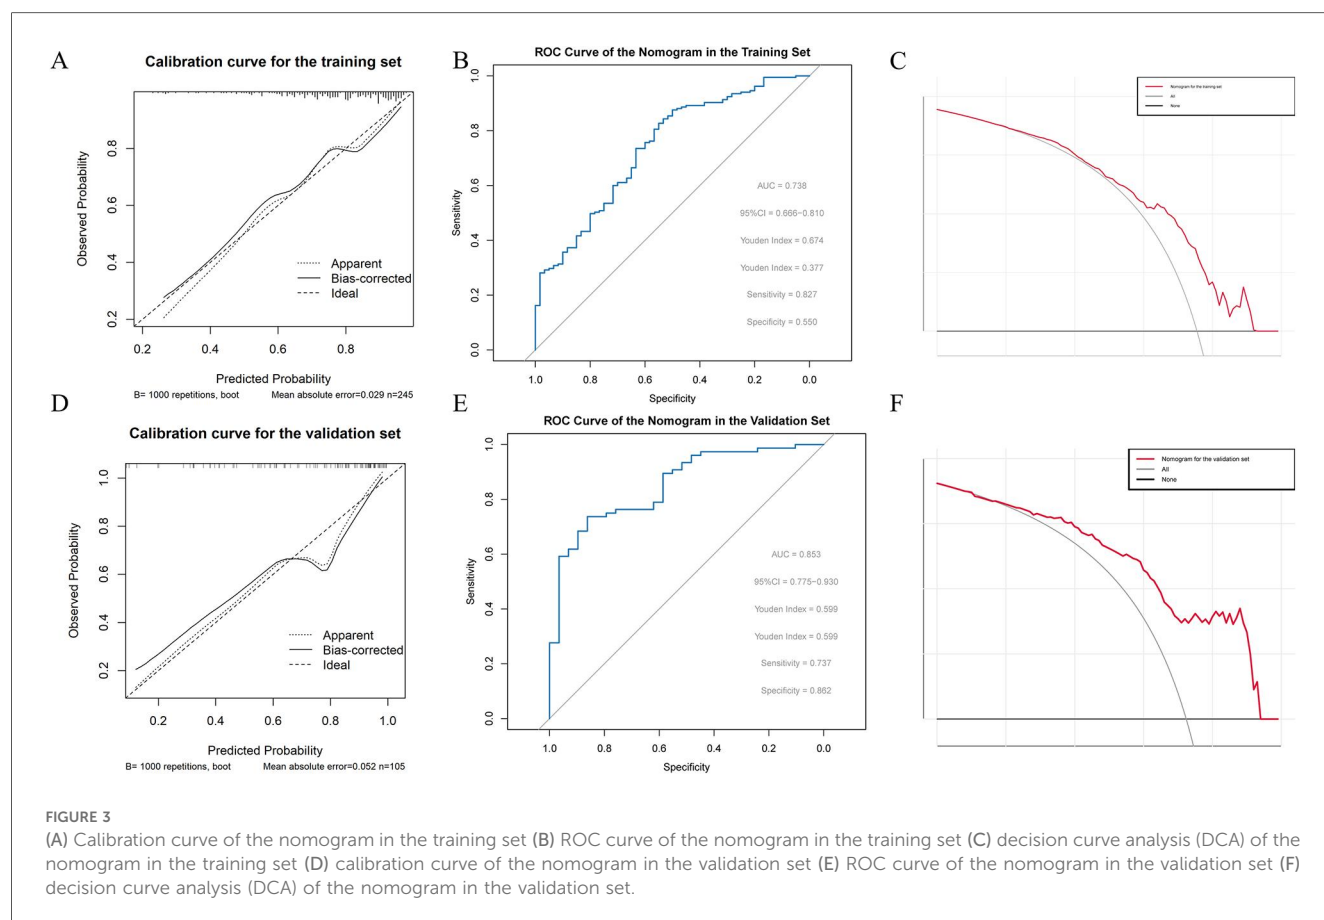 A
Calibration curve for the training set
0.8
0.6
0.4
0.2
Observed Probability
Apparent
Bias-corrected
Ideal
0.2 0.4 0.6 0.8
Predicted Probability
B= 1000 repetitions, boot Mean absolute error=0.029 n=245
B
ROC Curve of the Nomogram in the Training Set
1.0
0.8
0.6
0.4
0.2
0.0
Sensitivity
AUC = 0.738
95%CI = 0.666−0.810
Youden Index = 0.674
Youden Index = 0.377
Sensitivity = 0.827
Specificity = 0.550
1.0 0.8 0.6 0.4 0.2 0.0
Specificity
C
Nomogram for the training set
All
None
D
Calibration curve for the validation set
1.0
0.8
0.6
0.4
0.2
Observed Probability
Apparent
Bias-corrected
Ideal
0.2 0.4 0.6 0.8 1.0
Predicted Probability
B= 1000 repetitions, boot Mean absolute error=0.052 n=105
E
ROC Curve of the Nomogram in the Validation Set
1.0
0.8
0.6
0.4
0.2
0.0
Sensitivity
AUC = 0.853
95%CI = 0.775−0.930
Youden Index = 0.599
Youden Index = 0.599
Sensitivity = 0.737
Specificity = 0.862
1.0 0.8 0.6 0.4 0.2 0.0
Specificity
F
Nomogram for the validation set
All
None
FIGURE 3
(A) Calibration curve of the nomogram in the training set (B) ROC curve of the nomogram in the training set (C) decision curve analysis (DCA) of the
nomogram in the training set (D) calibration curve of the nomogram in the validation set (E) ROC curve of the nomogram in the validation set (F)
decision curve analysis (DCA) of the nomogram in the validation set.